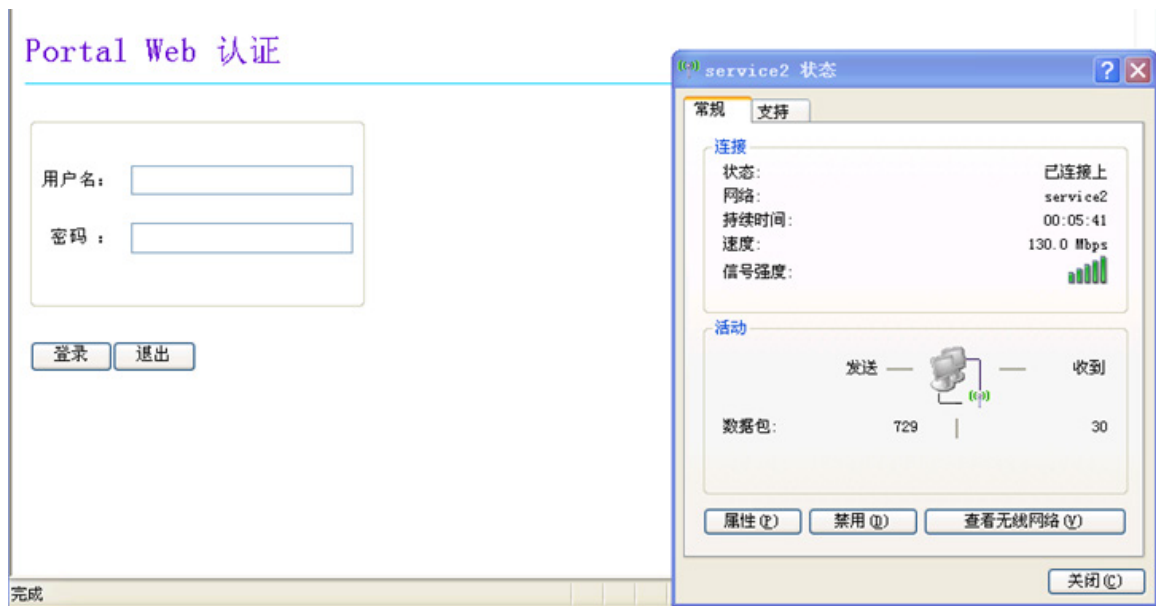 Portal Web 认证
用户名:
密码 :
登录 退出
完成
service2 状态
常规 支持
连接
状态: 已连接上
网络: service2
持续时间: 00:05:41
速度: 130.0 Mbps
信号强度:
活动
发送 收到
数据包: 729 30
属性(P) 禁用(D) 查看无线网络(V)
关闭(C)